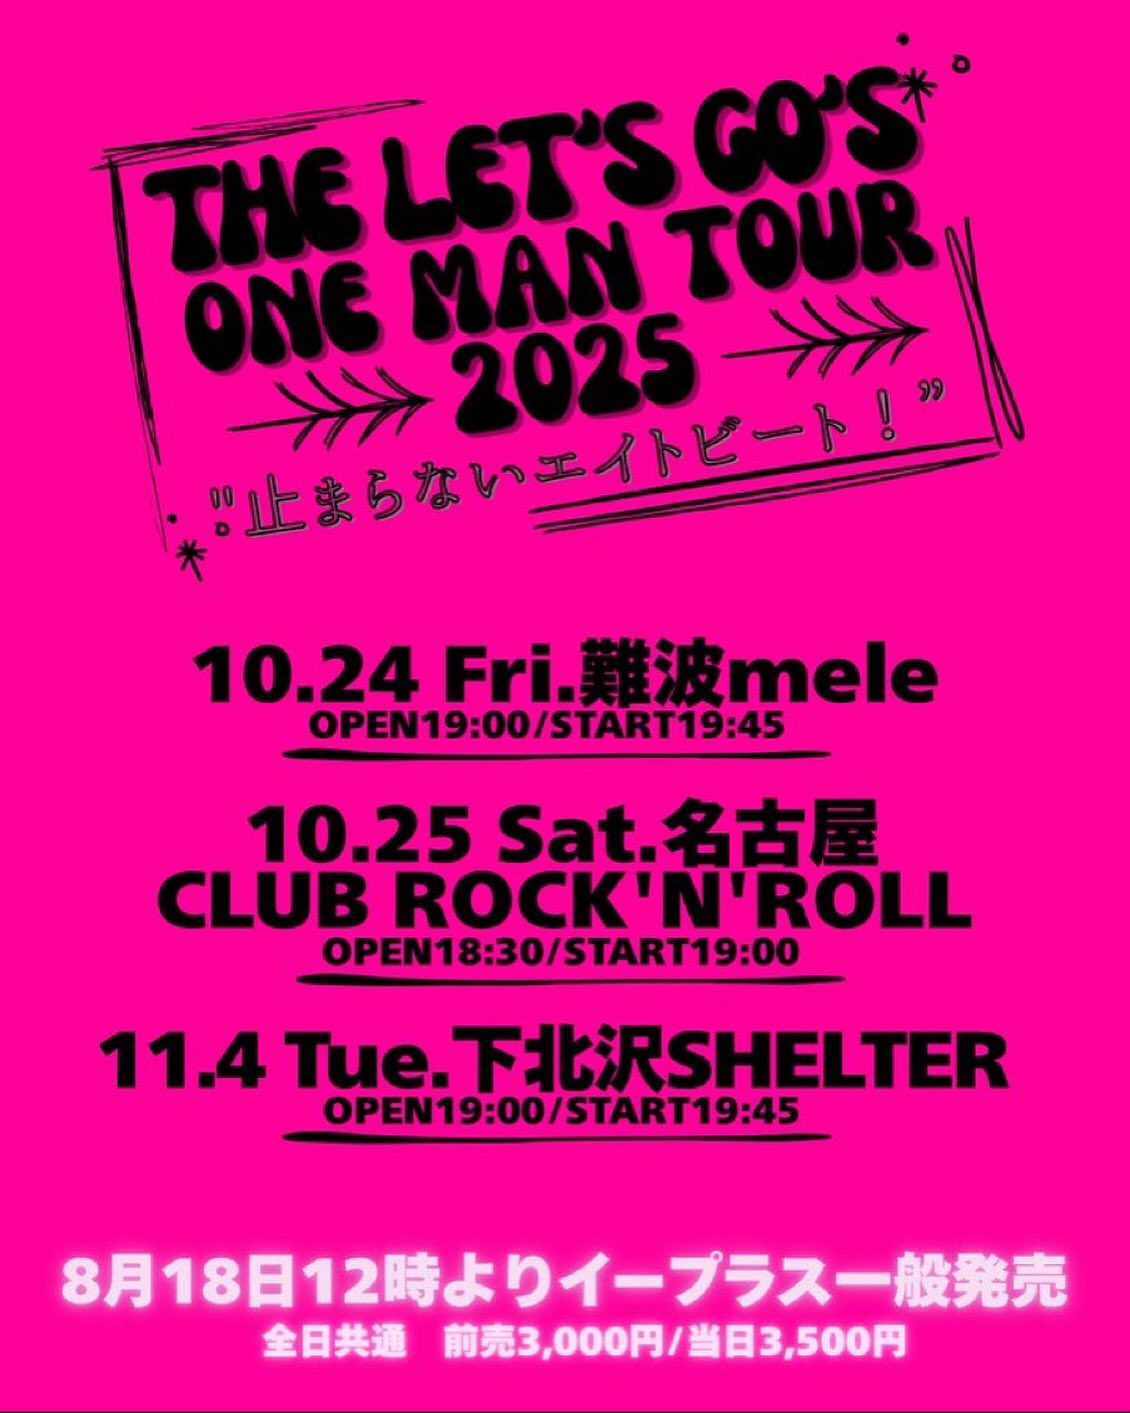 THE LET'S GO'S
ONE MAN TOUR
2025
"止まらないエイトビート！"
10.24 Fri.難波mele
OPEN19:00/START19:45
10.25 Sat.名古屋
CLUB ROCK'N'ROLL
OPEN18:30/START19:00
11.4 Tue.下北沢SHELTER
OPEN19:00/START19:45
8月18日12時よりイープラス一般発売
全日共通　前売3,000円/当日3,500円